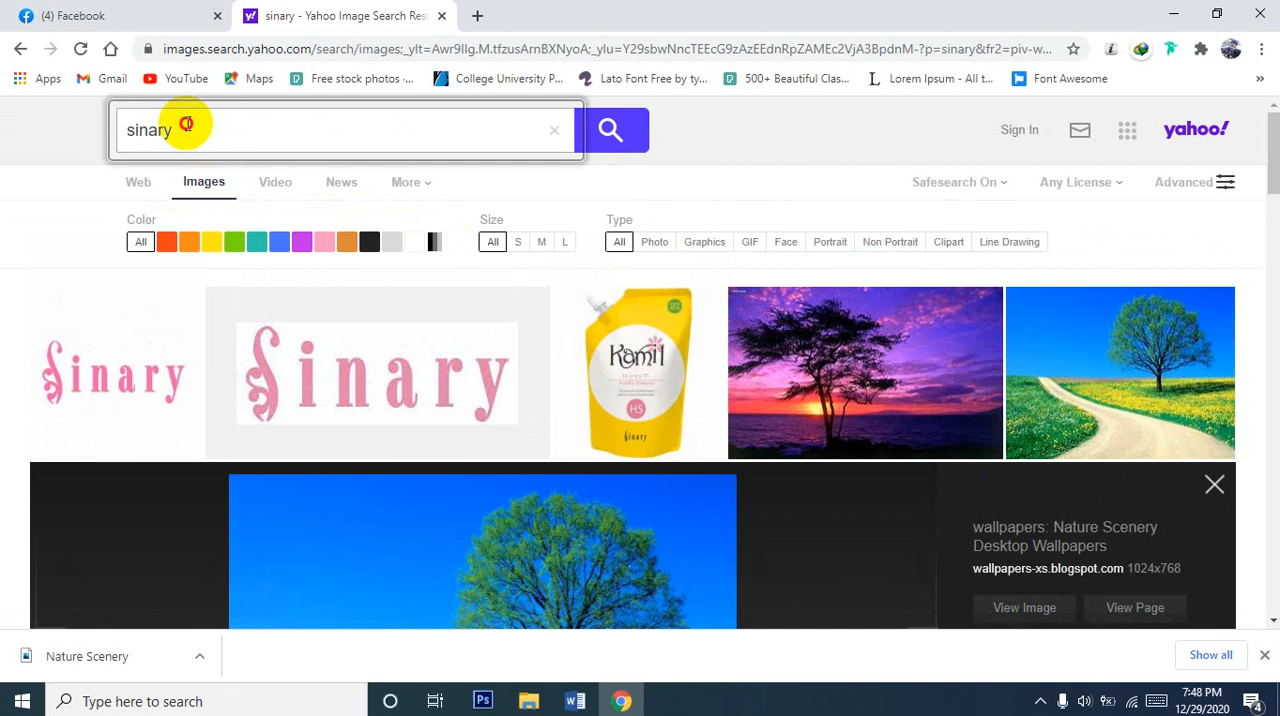 (4) Facebook
sinary - Yahoo Image Search Res
images.search.yahoo.com/search/images;_ylt=AwrJ9Ilg.M.tfzusArnBXNyoA;_ylu=Y29sbwNncTEEcG9zAzEEdnRpZAMEc2VjA3BpdnM-?p=sinary&fr2=piv-w...
Apps
Gmail
YouTube
Maps
Free stock photos ·...
College University P...
Lato Font Free by ty...
500+ Beautiful Clas...
Lorem Ipsum - All t...
Font Awesome
»
sinary
Sign In
yahoo!
Web
Images
Video
News
More
Safesearch On
Any License
Advanced
Color
Size
Type
All
All
S
M
L
All
Photo
Graphics
GIF
Face
Portrait
Non Portrait
Clipart
Line Drawing
Sinary
Sinary
Kamil
HS
Sinary
wallpapers: Nature Scenery
Desktop Wallpapers
wallpapers-xs.blogspot.com 1024x768
View Image
View Page
Nature Scenery
Show all
Type here to search
Ps
7:48 PM
12/29/2020
4